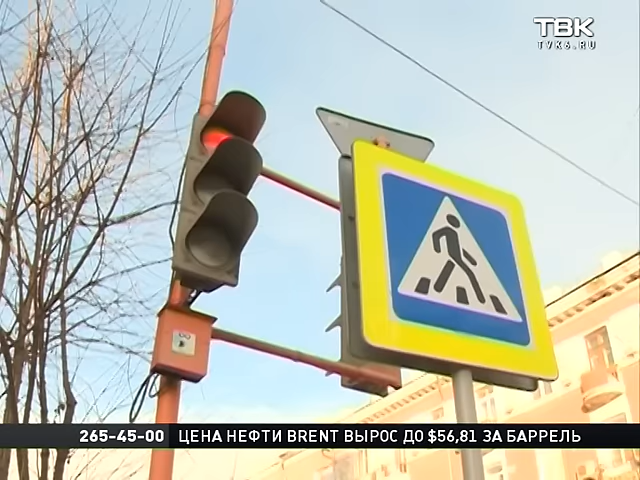 ТВК
TVK6.RU
265-45-00 ЦЕНА НЕФТИ BRENT ВЫРОС ДО $56,81 ЗА БАРРЕЛЬ